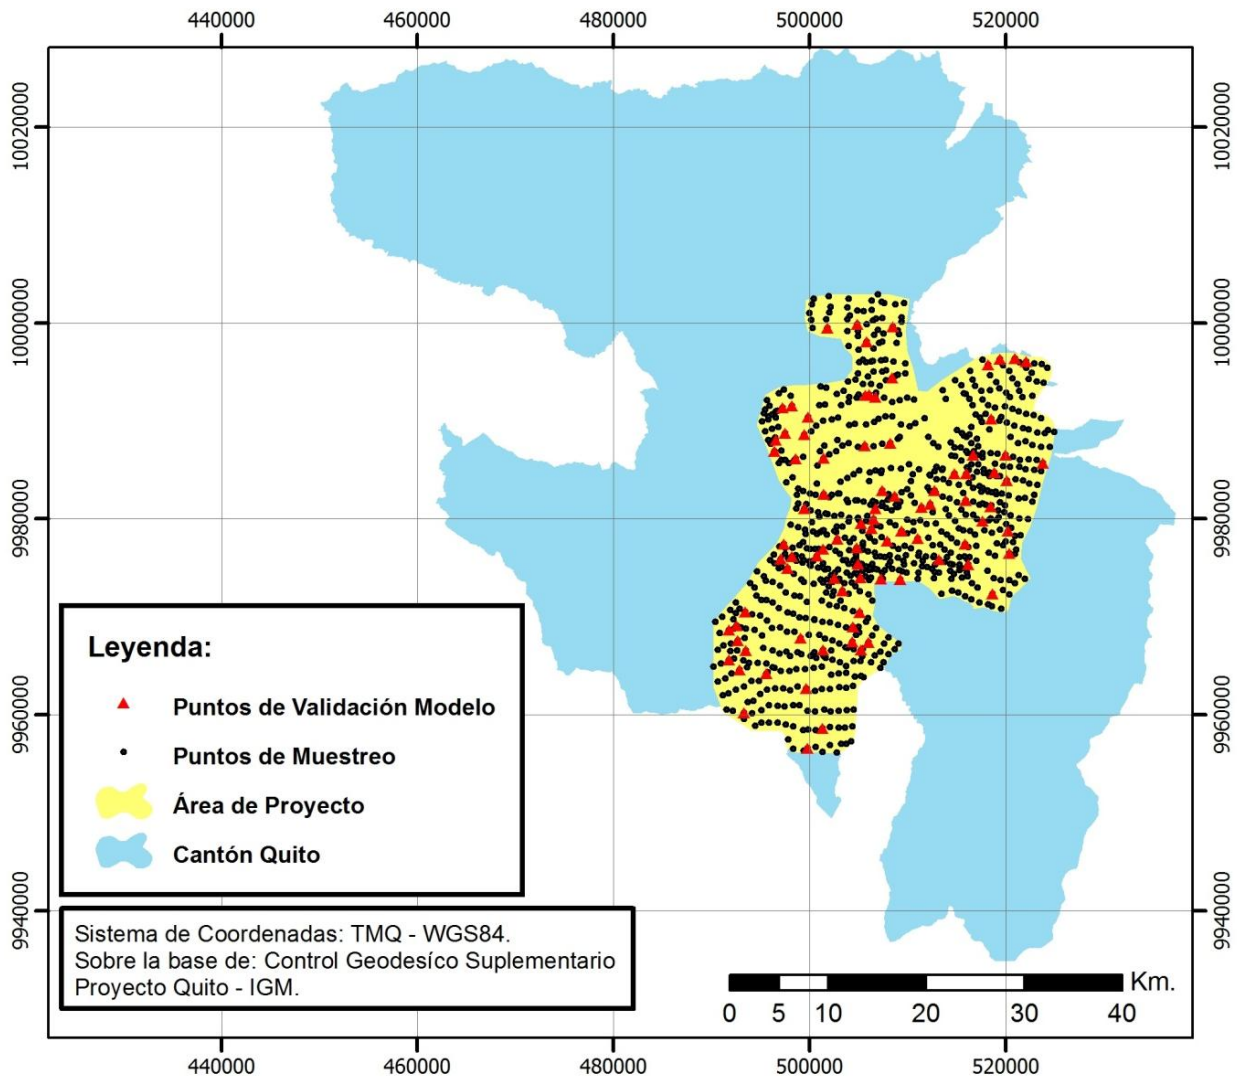 440000 460000 480000 500000 520000
10020000 10020000
10000000 10000000
9980000 9980000
9960000 9960000
9940000 9940000
Leyenda:
Puntos de Validación Modelo
Puntos de Muestreo
Área de Proyecto
Cantón Quito
Sistema de Coordenadas: TMQ - WGS84.
Sobre la base de: Control Geodesíco Suplementario
Proyecto Quito - IGM.
Km.
0 5 10 20 30 40
440000 460000 480000 500000 520000